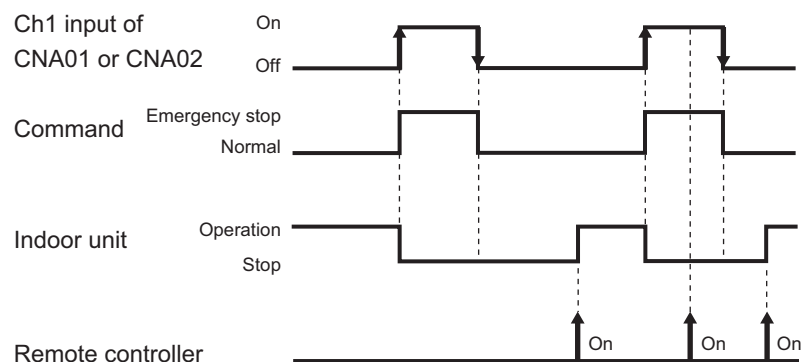 Ch1 input of
CNA01 or CNA02
On
Off
Command
Emergency stop
Normal
Indoor unit
Operation
Stop
Remote controller
On
On
On